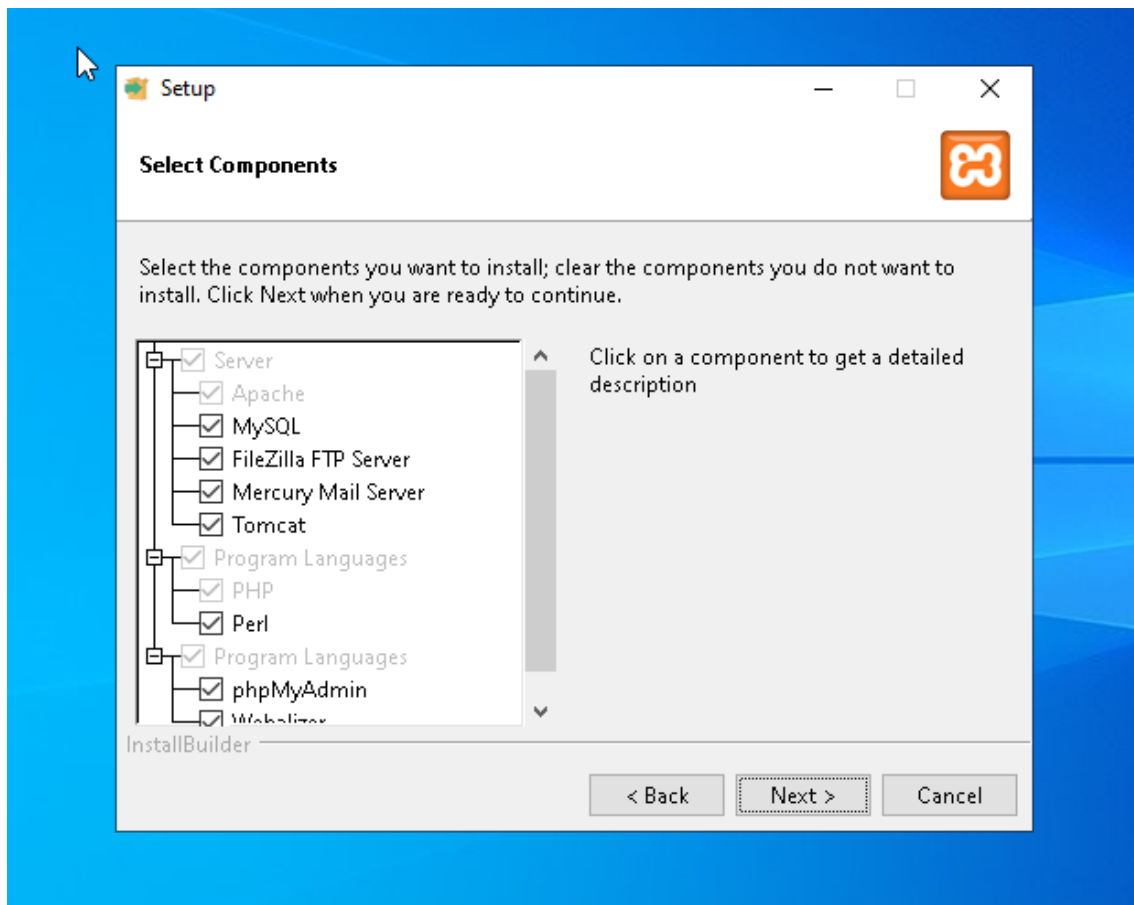 Setup
Select Components
Select the components you want to install; clear the components you do not want to
install. Click Next when you are ready to continue.
Server
Apache
MySQL
FileZilla FTP Server
Mercury Mail Server
Tomcat
Program Languages
PHP
Perl
Program Languages
phpMyAdmin
Webalizer
Click on a component to get a detailed
description
InstallBuilder
< Back
Next >
Cancel